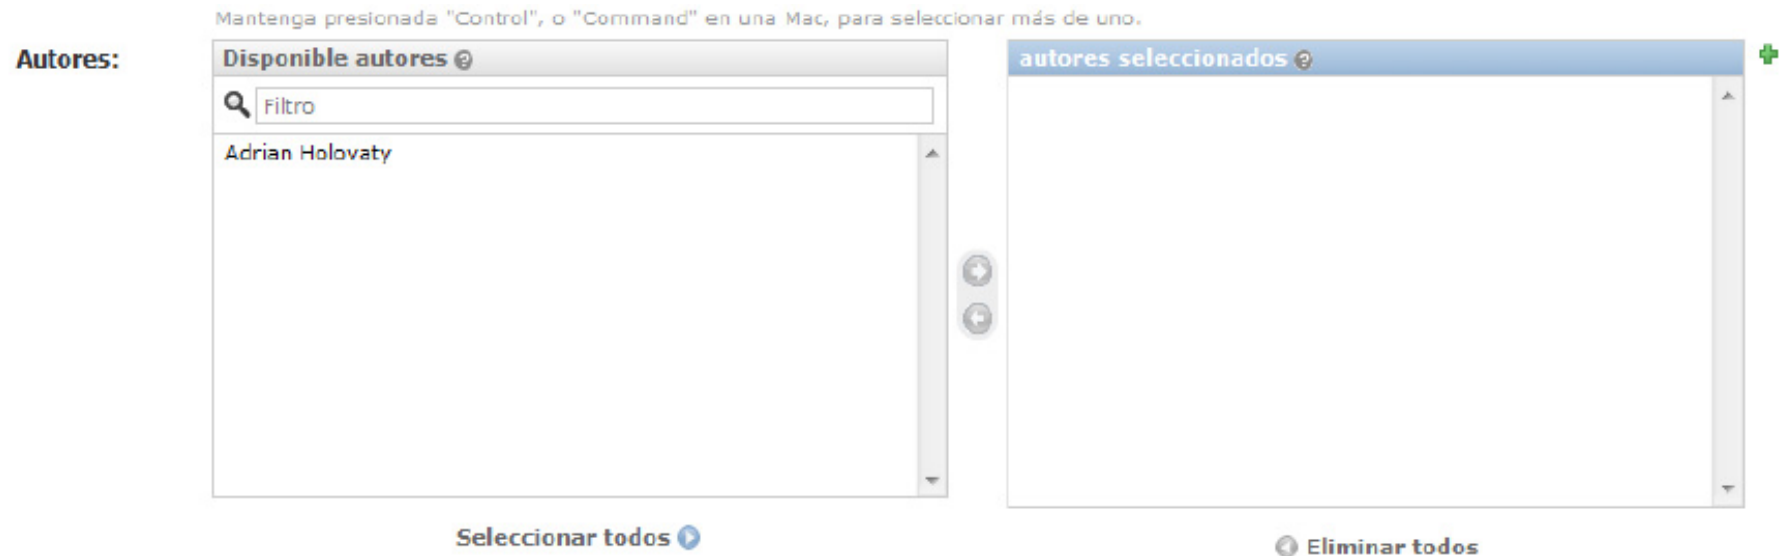 Mantenga presionada "Control", o "Command" en una Mac, para seleccionar más de uno.
Autores:
Disponible autores
Filtro
Adrian Holovaty
Seleccionar todos
autores seleccionados
Eliminar todos